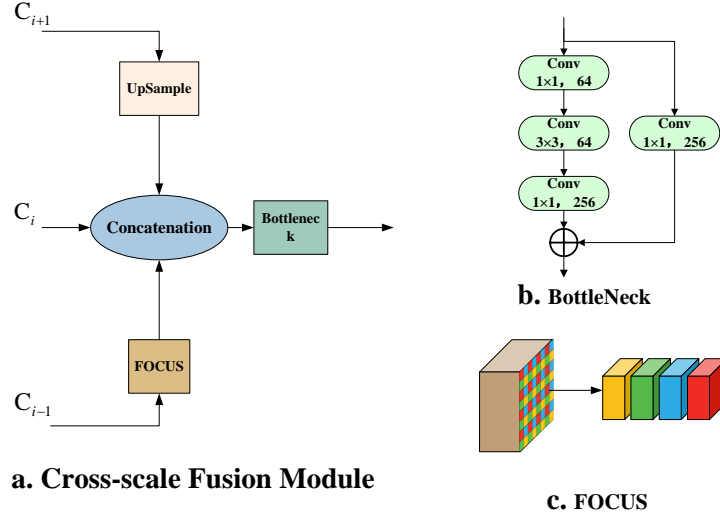 C_{i+1}
UpSample
C_i
Concatenation
Bottlenec
k
FOCUS
C_{i−1}
a. Cross-scale Fusion Module
Conv
1×1, 64
Conv
3×3, 64
Conv
1×1, 256
Conv
1×1, 256
b. BottleNeck
c. FOCUS